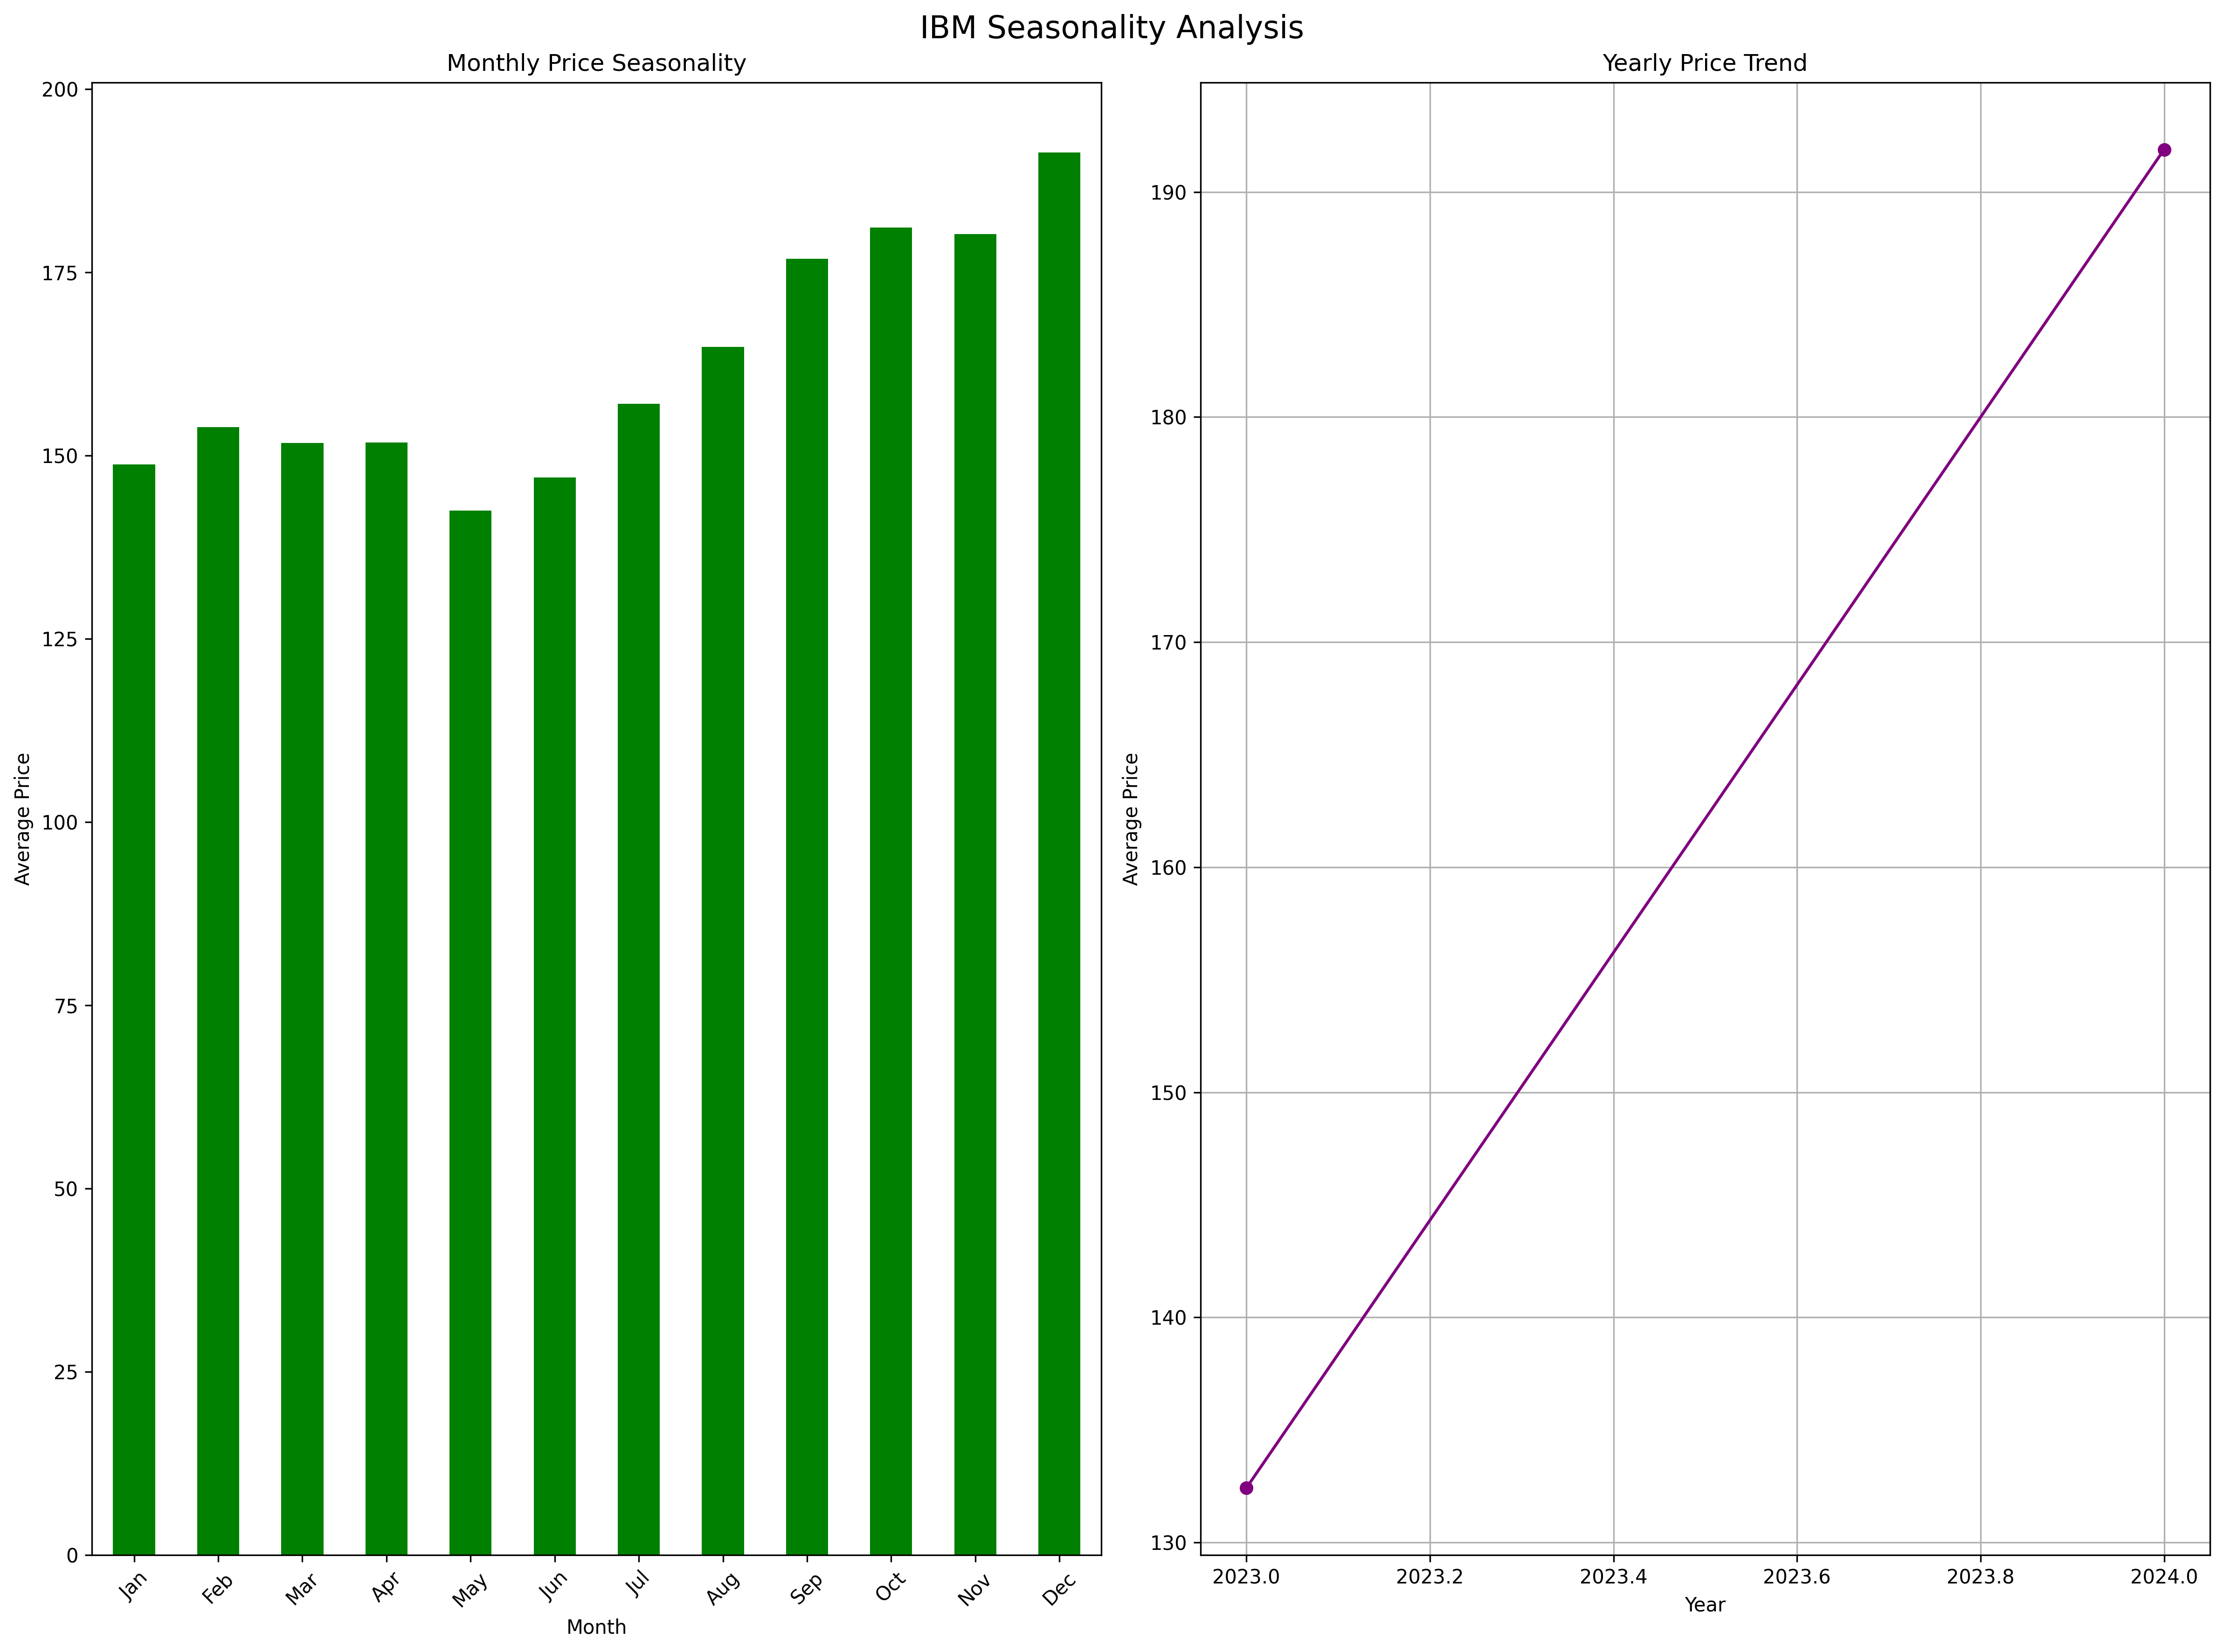 IBM Seasonality Analysis
Monthly Price Seasonality
200
175
150
125
100
75
50
25
0
Average Price
Jan Feb Mar Apr May Jun Jul Aug Sep Oct Nov Dec
Month
Yearly Price Trend
190
180
170
160
150
140
130
Average Price
2023.0 2023.2 2023.4 2023.6 2023.8 2024.0
Year